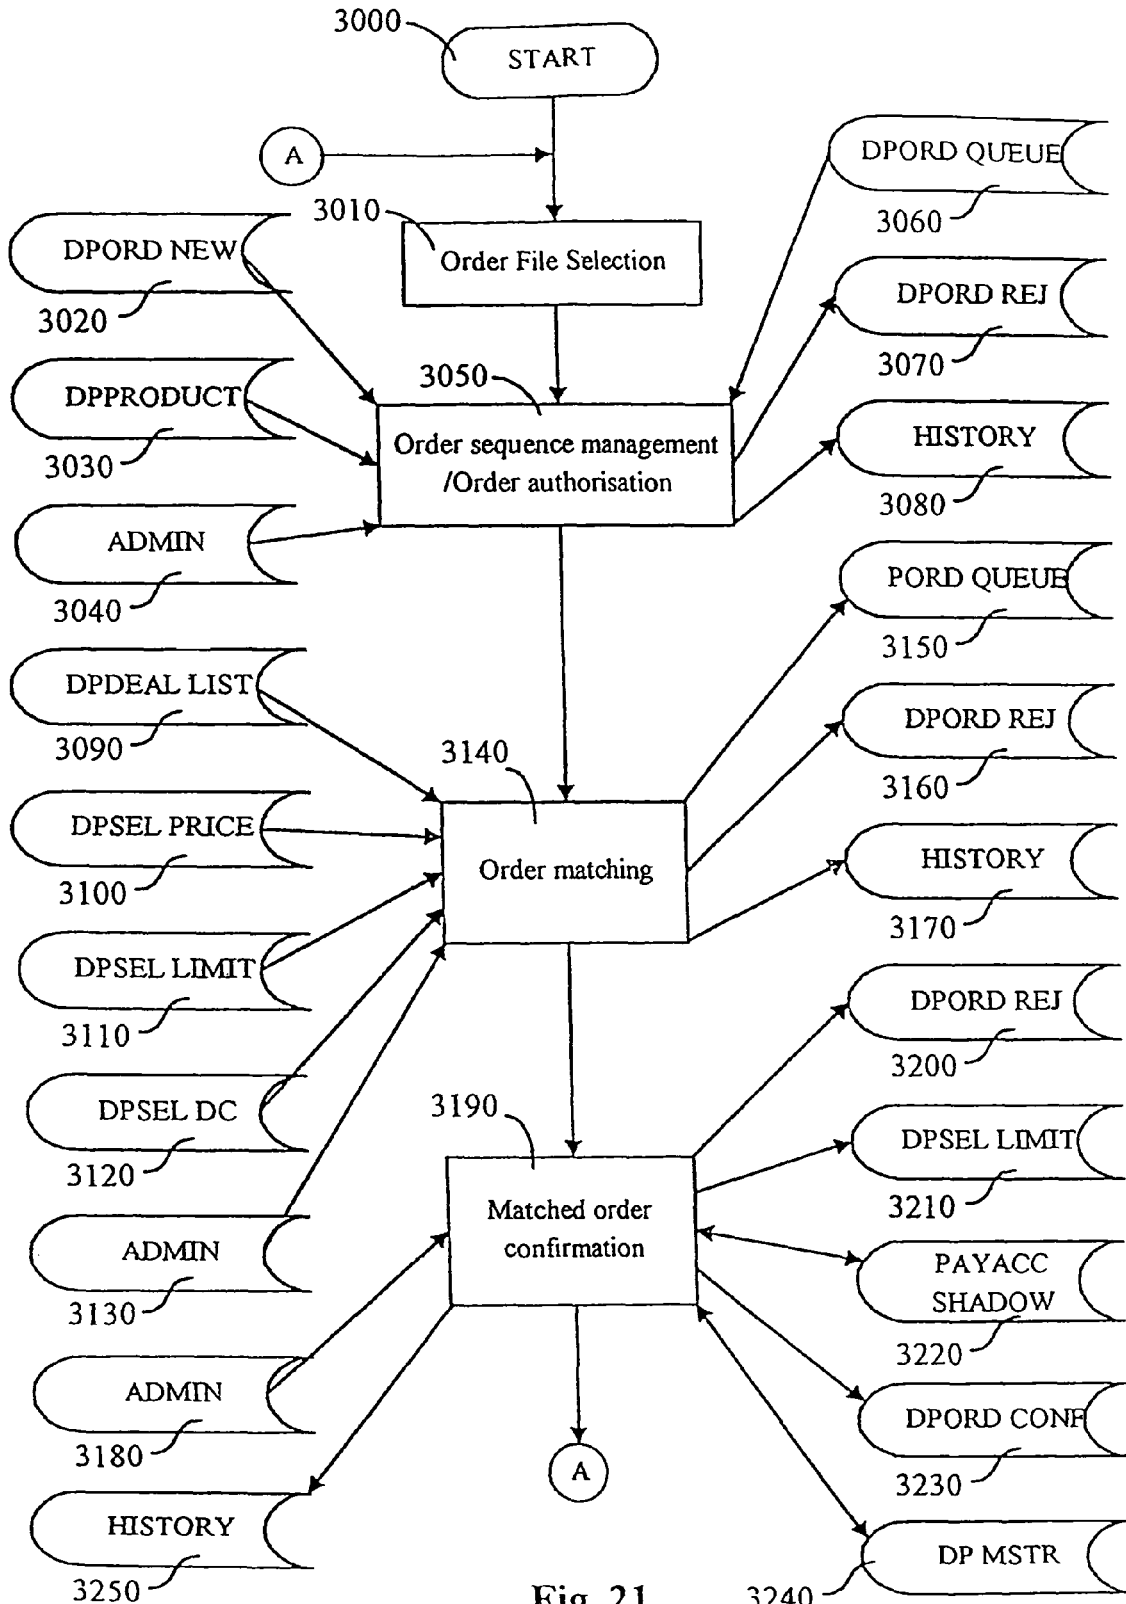 3000
START
A
DPORD QUEUE
3060
3010
Order File Selection
DPORD NEW
3020
DPORD REJ
3070
DPPRODUCT
3030
3050
Order sequence management
/Order authorisation
HISTORY
3080
ADMIN
3040
PORD QUEUE
3150
DPDEAL LIST
3090
DPORD REJ
3160
3140
Order matching
DPSEL PRICE
3100
HISTORY
3170
DPSEL LIMIT
3110
DPORD REJ
3200
DPSEL DC
3120
3190
Matched order
confirmation
DPSEL LIMIT
3210
ADMIN
3130
PAYACC
SHADOW
3220
ADMIN
3180
DPORD CONF
3230
A
HISTORY
3250
DP MSTR
3240
Fig. 21